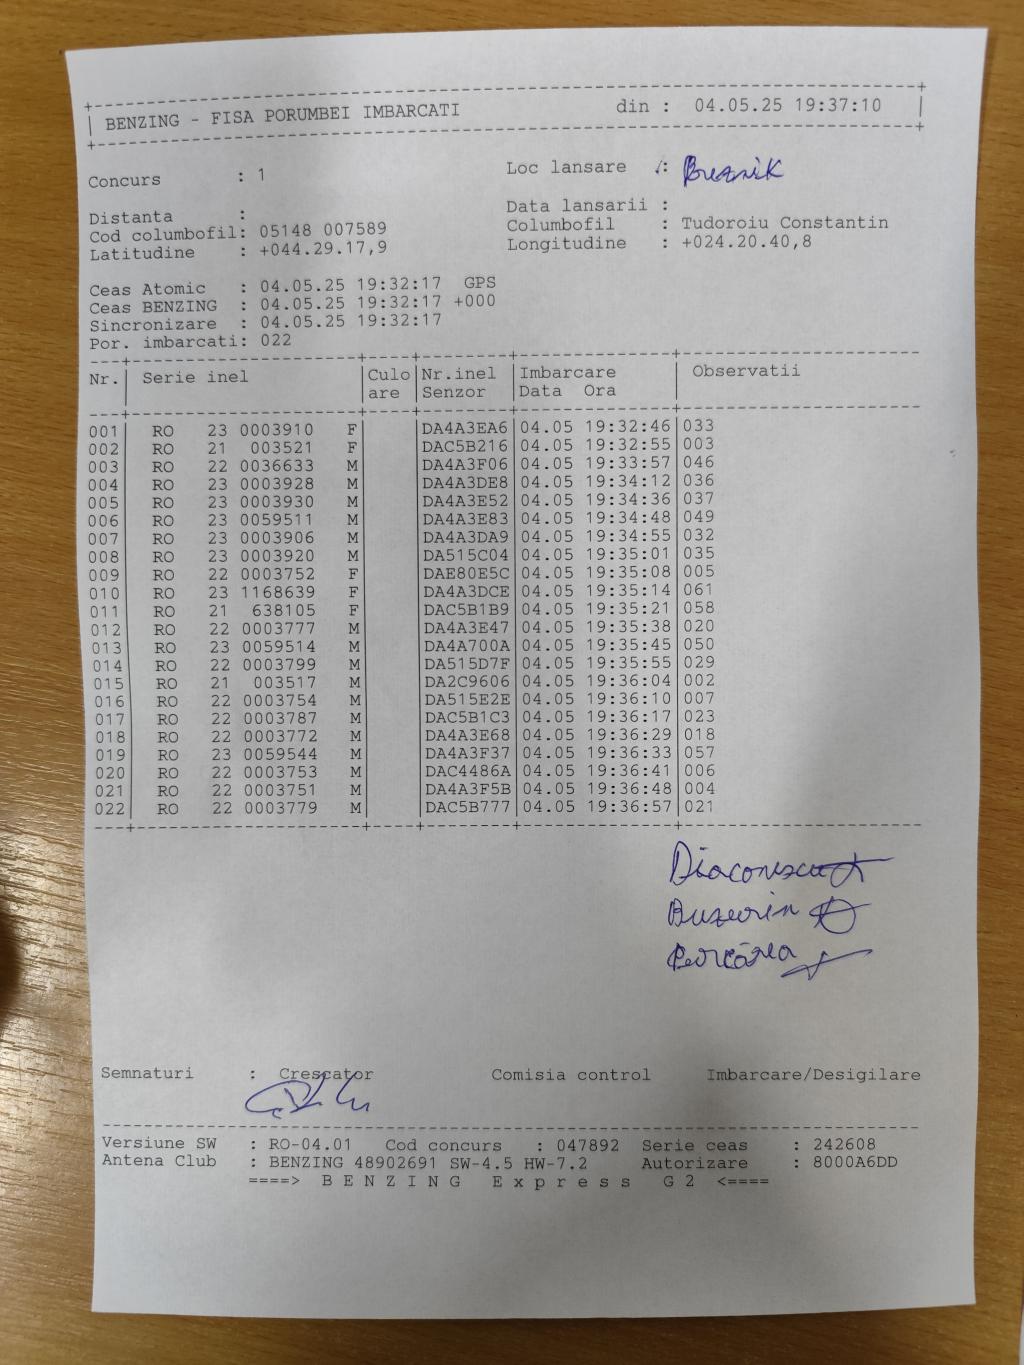 BENZING - FISA PORUMBEI IMBARCATI din : 04.05.25 19:37:10
Concurs : 1 Loc lansare : Breznik
Distanta : Data lansarii :
Cod columbofil: 05148 007589 Columbofil : Tudoroiu Constantin
Latitudine : +044.29.17,9 Longitudine : +024.20.40,8
Ceas Atomic : 04.05.25 19:32:17 GPS
Ceas BENZING : 04.05.25 19:32:17 +000
Sincronizare : 04.05.25 19:32:17
Por. imbarcati: 022
Nr. Serie inel Culo Nr.inel Imbarcare Observatii
are Senzor Data Ora
001 RO 23 0003910 F DA4A3EA6 04.05 19:32:46 033
002 RO 21 003521 F DAC5B216 04.05 19:32:55 003
003 RO 22 0036633 M DA4A3F06 04.05 19:33:57 046
004 RO 23 0003928 M DA4A3DE8 04.05 19:34:12 036
005 RO 23 0003930 M DA4A3E52 04.05 19:34:36 037
006 RO 23 0059511 M DA4A3E83 04.05 19:34:48 049
007 RO 23 0003906 M DA4A3DA9 04.05 19:34:55 032
008 RO 23 0003920 M DA515C04 04.05 19:35:01 035
009 RO 22 0003752 F DAE80E5C 04.05 19:35:08 005
010 RO 23 1168639 F DA4A3DCE 04.05 19:35:14 061
011 RO 21 638105 F DAC5B1B9 04.05 19:35:21 058
012 RO 22 0003777 M DA4A3E47 04.05 19:35:38 020
013 RO 23 0059514 M DA4A700A 04.05 19:35:45 050
014 RO 22 0003799 M DA515D7F 04.05 19:35:55 029
015 RO 21 003517 M DA2C9606 04.05 19:36:04 002
016 RO 22 0003754 M DA515E2E 04.05 19:36:10 007
017 RO 22 0003787 M DAC5B1C3 04.05 19:36:17 023
018 RO 22 0003772 M DA4A3E68 04.05 19:36:29 018
019 RO 23 0059544 M DA4A3F37 04.05 19:36:33 057
020 RO 22 0003753 M DAC4486A 04.05 19:36:41 006
021 RO 22 0003751 M DA4A3F5B 04.05 19:36:48 004
022 RO 22 0003779 M DAC5B777 04.05 19:36:57 021
Diaconescu
Semnaturi : Crescator Comisia control Imbarcare/Desigilare
Versiune SW : RO-04.01 Cod concurs : 047892 Serie ceas : 242608
Antena Club : BENZING 48902691 SW-4.5 HW-7.2 Autorizare : 8000A6DD
====> B E N Z I N G E x p r e s s G 2 <====